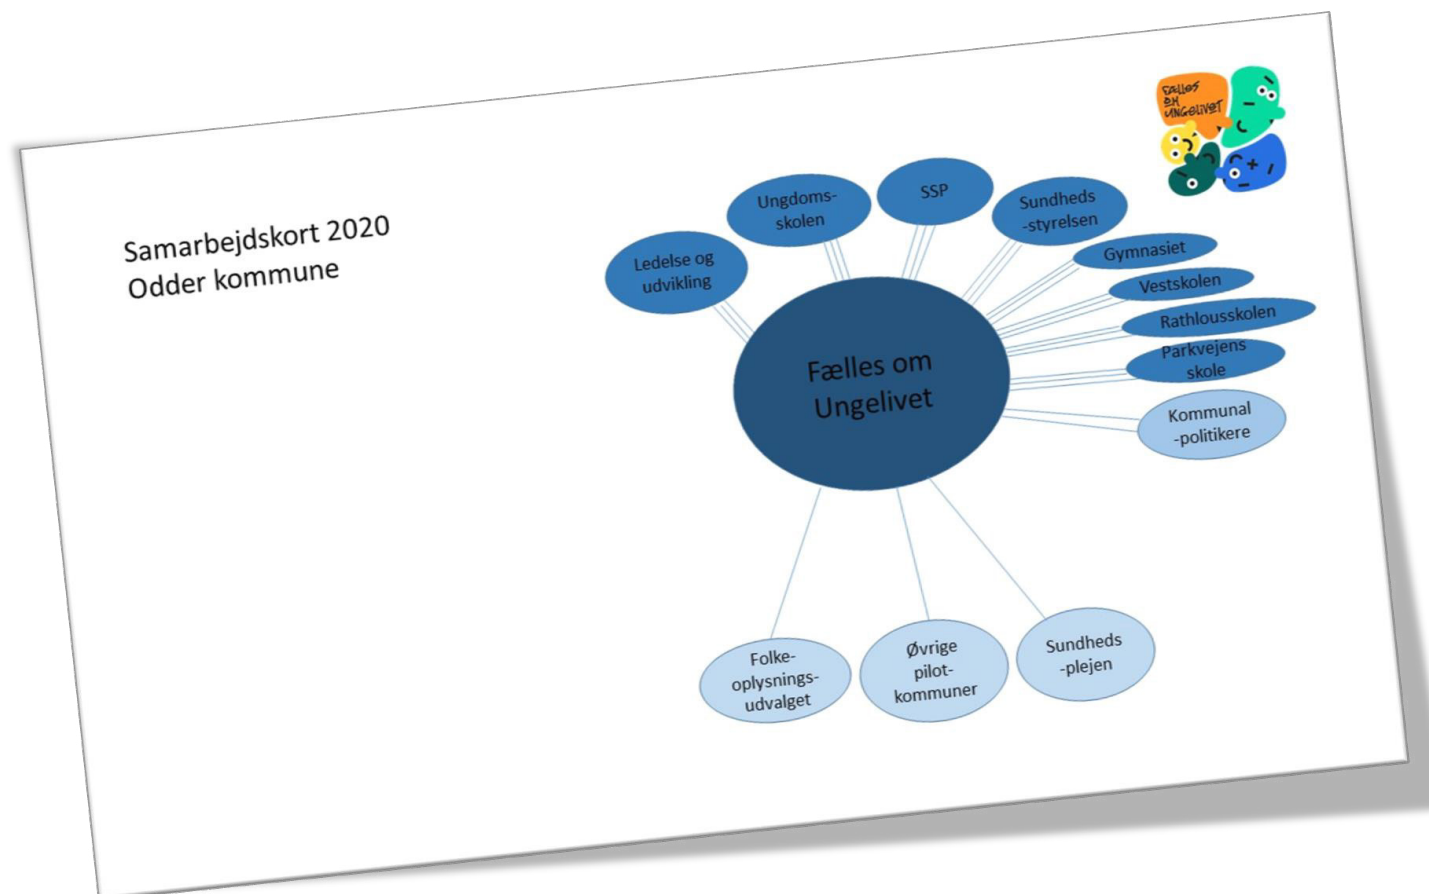 Samarbejdskort 2020
Odder kommune
FÆLLES
OM
UNGELIVET
Ledelse og
udvikling
Ungdoms-
skolen
SSP
Sundheds
-styrelsen
Gymnasiet
Vestskolen
Rathlousskolen
Parkvejens
skole
Kommunal
-politikere
Fælles om
Ungelivet
Folke-
oplysnings-
udvalget
Øvrige
pilot-
kommuner
Sundheds
-plejen